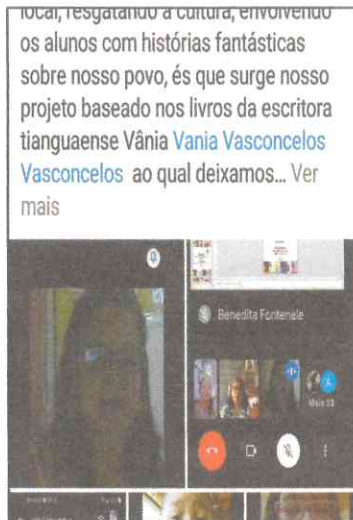 local, resgatando a cultura, envolvendo
os alunos com histórias fantásticas
sobre nosso povo, és que surge nosso
projeto baseado nos livros da escritora
tianguaense Vânia Vania Vasconcelos
Vasconcelos ao qual deixamos... Ver
mais
Benedita Fontenele